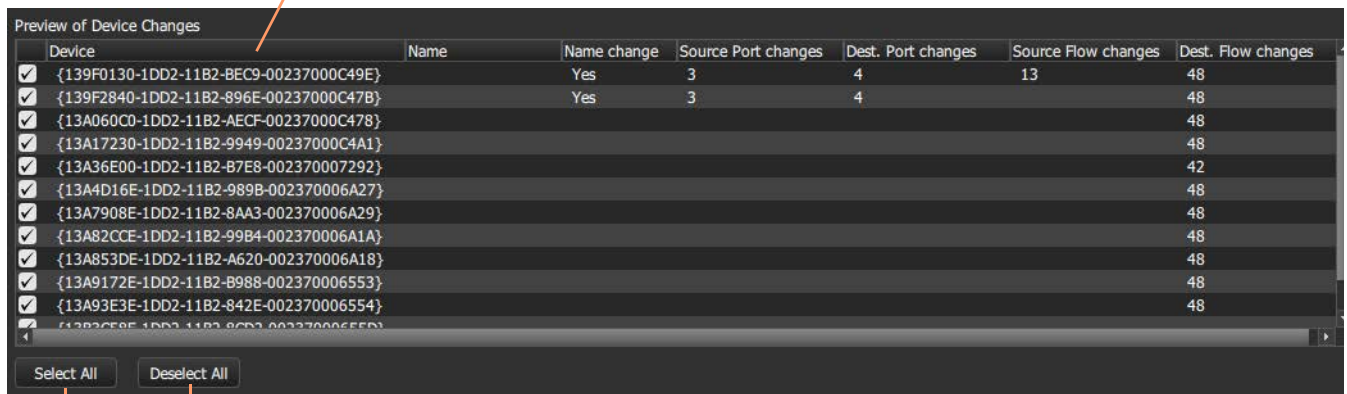 Preview of Device Changes
Device Name Name change Source Port changes Dest. Port changes Source Flow changes Dest. Flow changes
{139F0130-1DD2-11B2-BEC9-00237000C49E} Yes 3 4 13 48
{139F2840-1DD2-11B2-896E-00237000C47B} Yes 3 4 48
{13A060C0-1DD2-11B2-AECF-00237000C478} 48
{13A17230-1DD2-11B2-9949-00237000C4A1} 48
{13A36E00-1DD2-11B2-B7E8-002370007292} 42
{13A4D16E-1DD2-11B2-989B-002370006A27} 48
{13A7908E-1DD2-11B2-8AA3-002370006A29} 48
{13A82CCE-1DD2-11B2-99B4-002370006A1A} 48
{13A853DE-1DD2-11B2-A620-002370006A18} 48
{13A9172E-1DD2-11B2-B988-002370006553} 48
{13A93E3E-1DD2-11B2-842E-002370006554} 48
Select All Deselect All